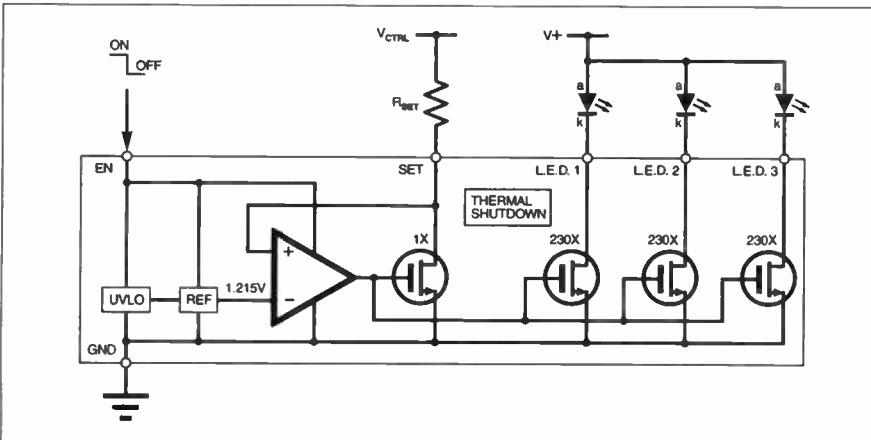 ON
OFF
VCTRL
V+
RSET
a
k
a
k
a
k
EN
SET
L.E.D. 1
L.E.D. 2
L.E.D. 3
THERMAL
SHUTDOWN
1X
230X
230X
230X
+
−
1.215V
UVLO
REF
GND